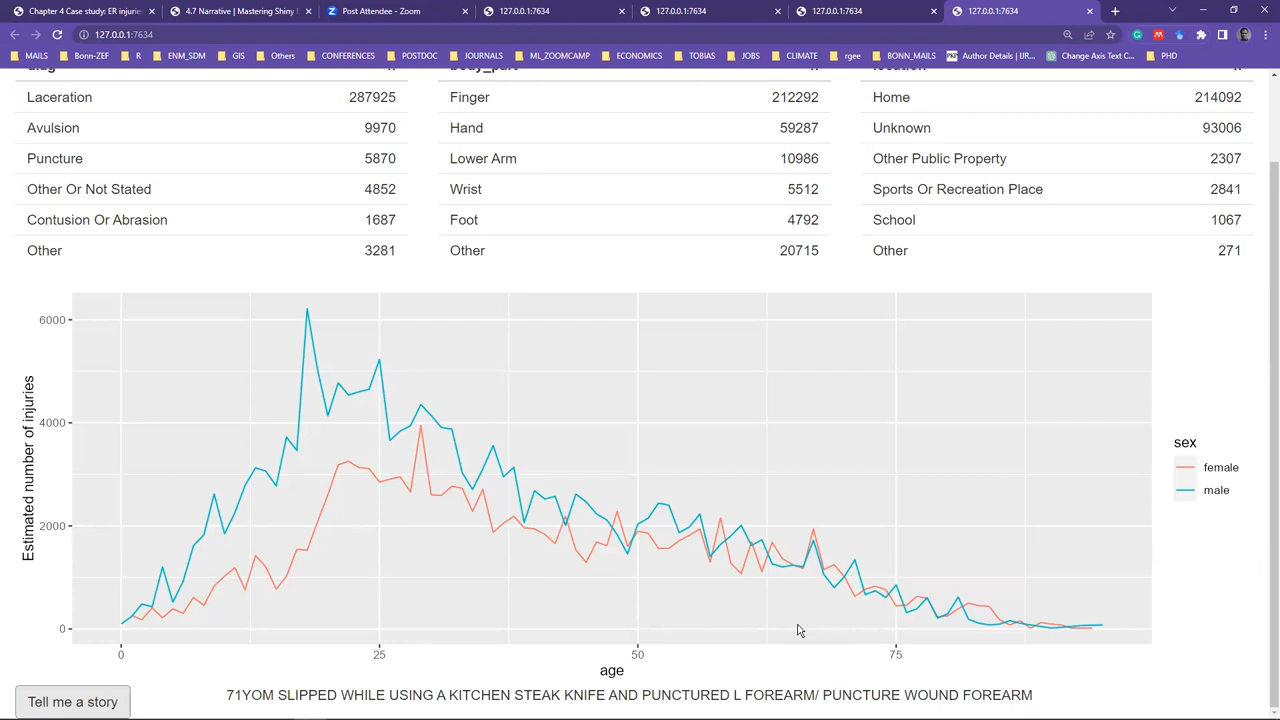 Chapter 4 Case study: ER injurie
4.7 Narrative | Mastering Shiny
Post Attendee - Zoom
127.0.0.1:7634
127.0.0.1:7634
127.0.0.1:7634
127.0.0.1:7634
127.0.0.1:7634
MAILS Bonn-ZEF R ENM_SDM GIS Others CONFERENCES POSTDOC JOURNALS ML_ZOOMCAMP ECONOMICS TOBIAS JOBS CLIMATE rgee BONN_MAILS Author Details | IJR... Change Axis Text C... PHD
Laceration 287925
Avulsion 9970
Puncture 5870
Other Or Not Stated 4852
Contusion Or Abrasion 1687
Other 3281
body_part
Finger 212292
Hand 59287
Lower Arm 10986
Wrist 5512
Foot 4792
Other 20715
location
Home 214092
Unknown 93006
Other Public Property 2307
Sports Or Recreation Place 2841
School 1067
Other 271
Estimated number of injuries
6000
4000
2000
0
0 25 50 75
age
sex
female
male
Tell me a story
71YOM SLIPPED WHILE USING A KITCHEN STEAK KNIFE AND PUNCTURED L FOREARM/ PUNCTURE WOUND FOREARM